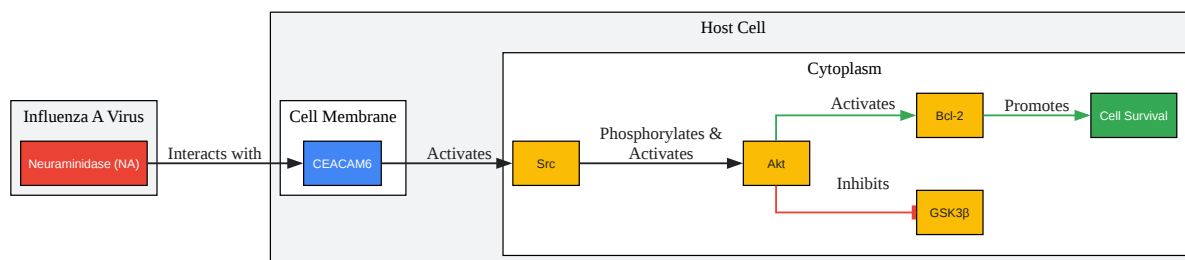 Host Cell
Cytoplasm
Influenza A Virus
Cell Membrane
Neuraminidase (NA)
Interacts with
CEACAM6
Activates
Src
Phosphorylates &
Activates
Akt
Activates
Bcl-2
Promotes
Cell Survival
Inhibits
GSK3β